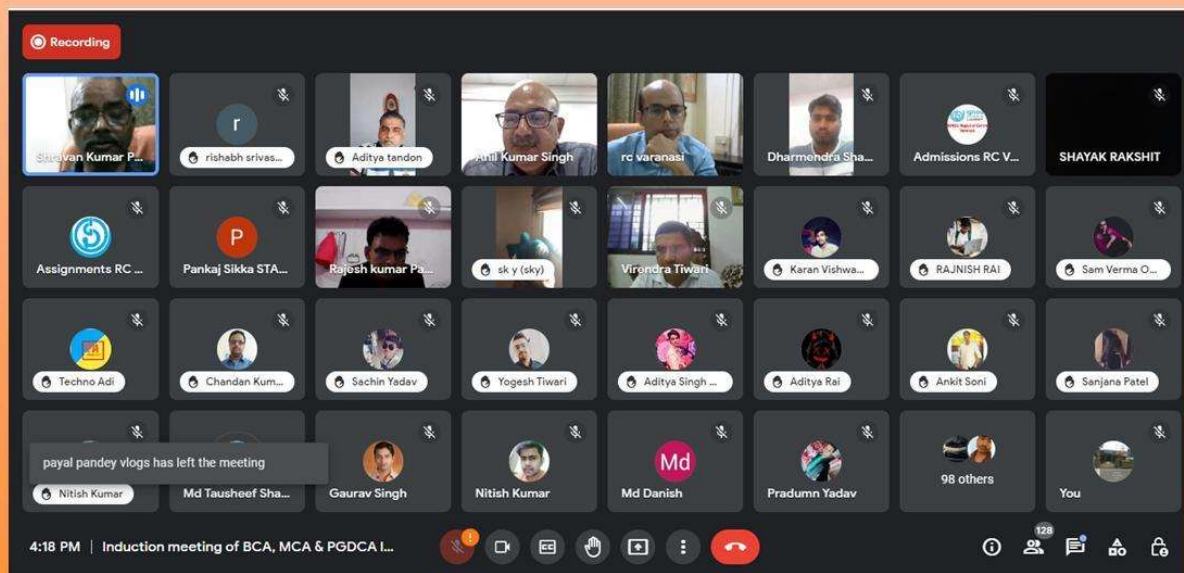 Recording
Shravan Kumar P...
r
rishabh srivas...
Aditya tandon
Anil Kumar Singh
rc varanasi
Dharmendra Sha...
Admissions RC V...
SHAYAK RAKSHIT
Assignments RC ...
P
Pankaj Sikka STA...
Rajesh kumar Pa...
sk y (sky)
Virendra Tiwari
Karan Vishwa...
RAJNISH RAI
Sam Verma O...
Techno Adi
Chandan Kum...
Sachin Yadav
Yogesh Tiwari
Aditya Singh ...
Aditya Rai
Ankit Soni
Sanjana Patel
payal pandey vlogs has left the meeting
Nitish Kumar
Md Tausheef Sha...
Gaurav Singh
Nitish Kumar
Md
Md Danish
Pradumn Yadav
98 others
You
4:18 PM | Induction meeting of BCA, MCA & PGDCA I...
!
CC
128